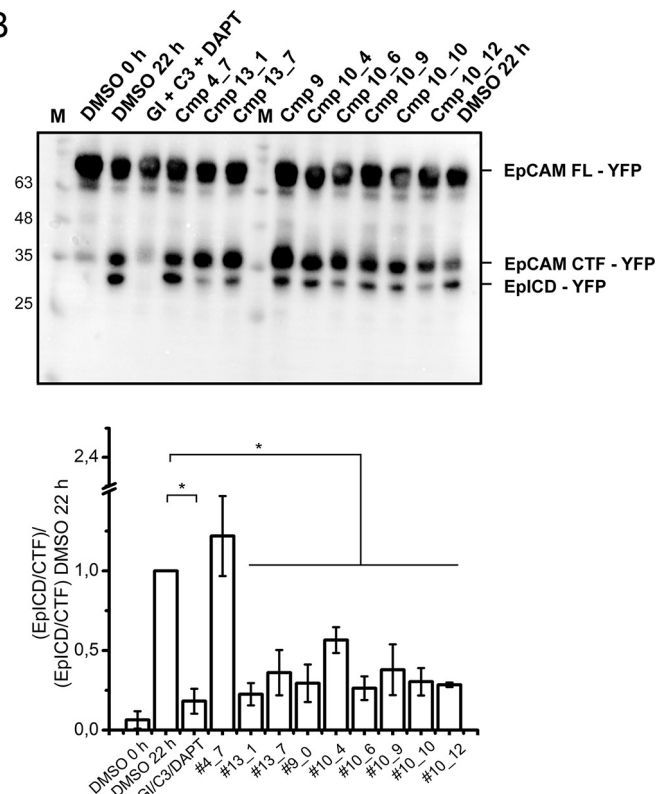 B
M DMSO 0 h DMSO 22 h GI + C3 + DAPT Cmp 4_7 Cmp 13_1 Cmp 13_7 M Cmp 9 Cmp 10_4 Cmp 10_6 Cmp 10_9 Cmp 10_10 Cmp 10_12 DMSO 22 h
EpCAM FL - YFP
63
48
35
EpCAM CTF - YFP
EpICD - YFP
25
2,4
*
*
(EpICD/CTF)/
(EpICD/CTF) DMSO 22 h
1,0
0,5
0,0
DMSO 0 h DMSO 22 h GI/C3/DAPT #4_7 #13_1 #13_7 #9_0 #10_4 #10_6 #10_9 #10_10 #10_12